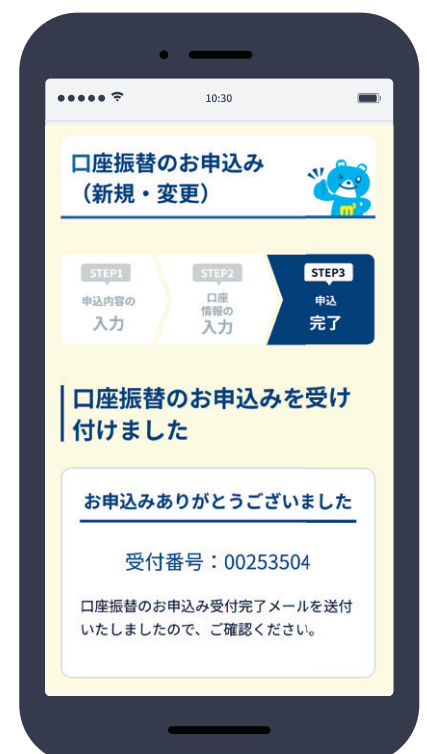 10:30
口座振替のお申込み
（新規・変更）
STEP1
申込内容の
入力
STEP2
口座
情報の
入力
STEP3
申込
完了
口座振替のお申込みを受け
付けました
お申込みありがとうございました
受付番号：00253504
口座振替のお申込み受付完了メールを送付
いたしましたので、ご確認ください。